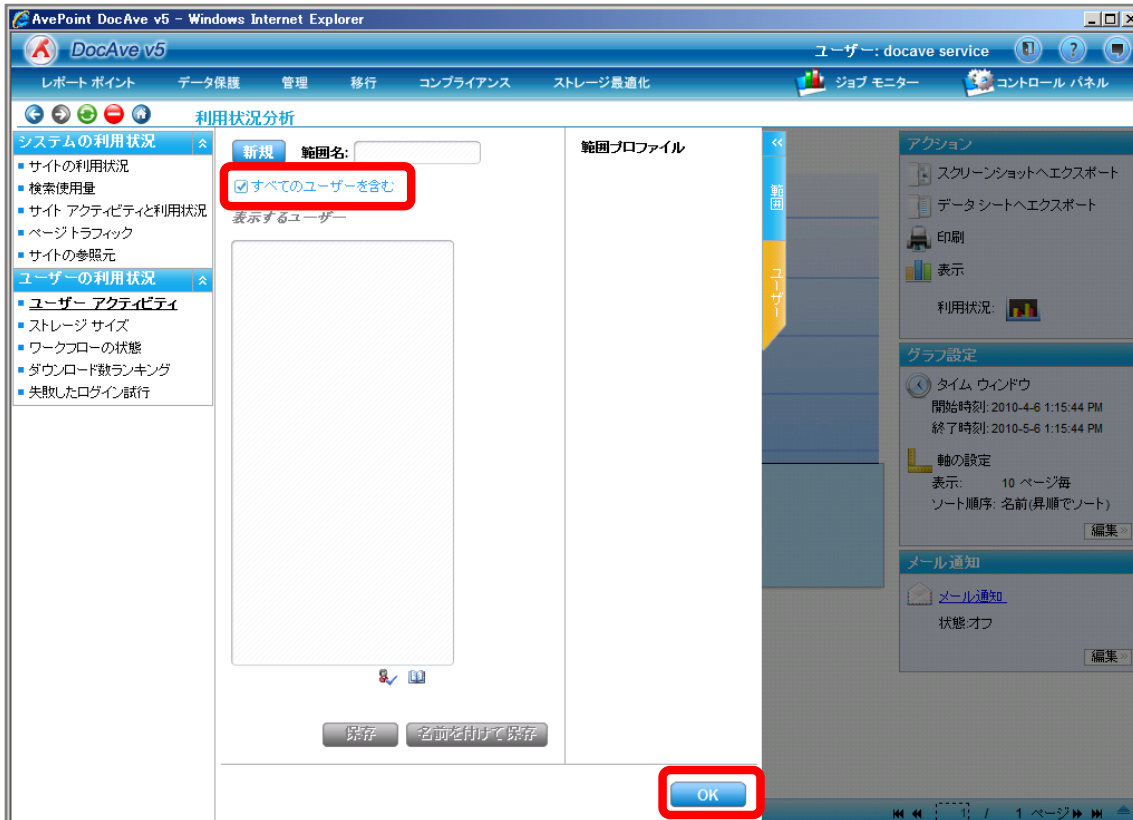 AvePoint DocAve v5 - Windows Internet Explorer
DocAve v5
ユーザー: docave service
レポート ポイント データ保護 管理 移行 コンプライアンス ストレージ最適化 ジョブ モニター コントロール パネル
利用状況分析
システムの利用状況
サイトの利用状況
検索使用量
サイト アクティビティと利用状況
ページトラフィック
サイトの参照元
ユーザーの利用状況
ユーザー アクティビティ
ストレージ サイズ
ワークフローの状態
ダウンロード数ランキング
失敗したログイン試行
新規 範囲名:
すべてのユーザーを含む
表示するユーザー
保存 名前を付けて保存
範囲プロファイル
OK
範囲
ユーザー
アクション
スクリーンショットへエクスポート
データシートへエクスポート
印刷
表示
利用状況:
グラフ設定
タイム ウィンドウ
開始時刻: 2010-4-6 1:15:44 PM
終了時刻: 2010-5-6 1:15:44 PM
軸の設定
表示: 10 ページ毎
ソート順序: 名前(昇順でソート)
編集
メール通知
メール通知
状態:オフ
編集
1 / 1 ページ